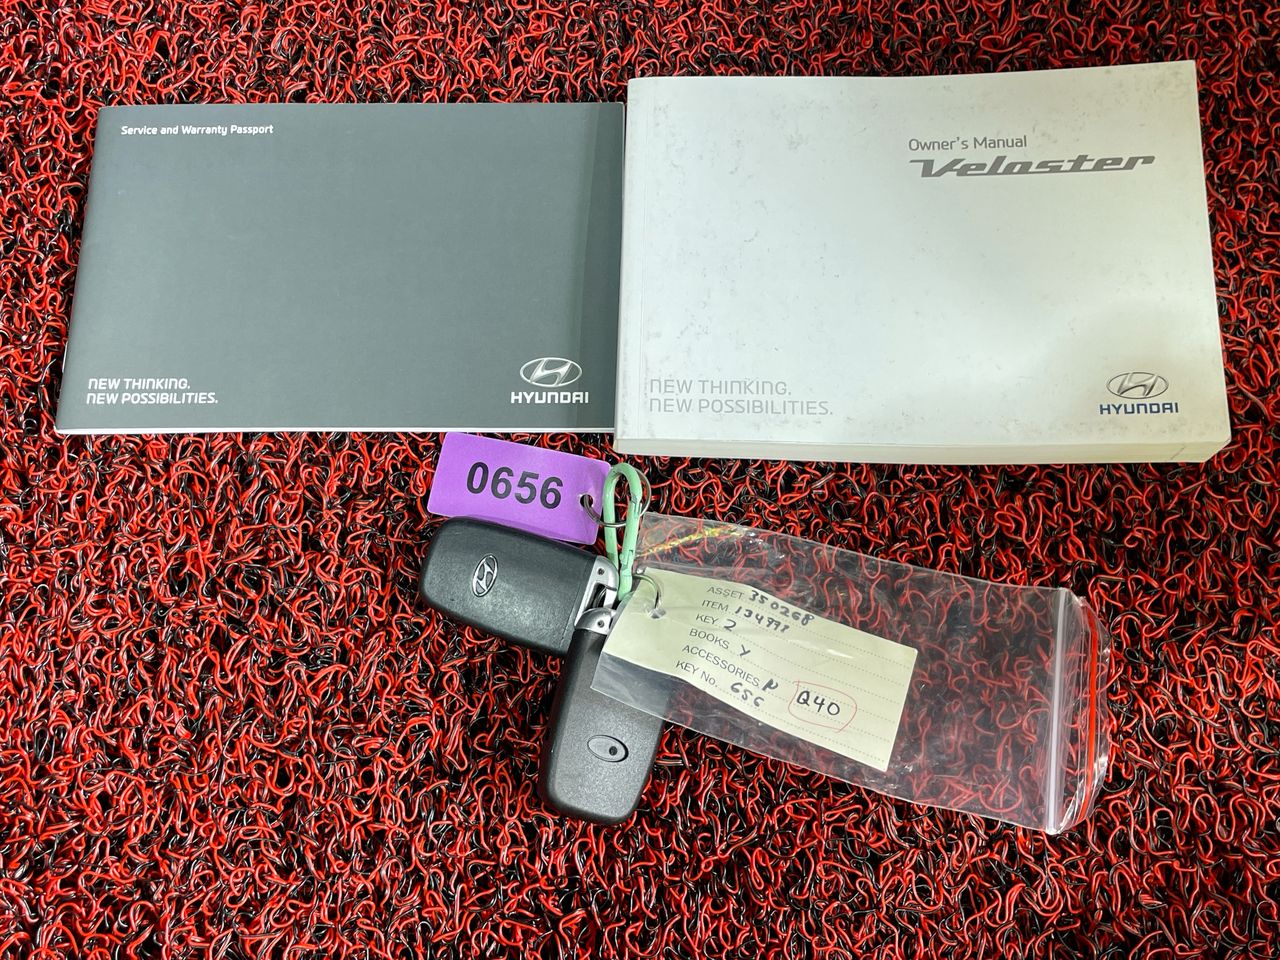 Service and Warranty Passport
NEW THINKING.
NEW POSSIBILITIES.
HYUNDAI
Owner's Manual
Veloster
NEW THINKING.
NEW POSSIBILITIES.
HYUNDAI
0656
ASSET 350268
ITEM 134993
KEY 2
BOOKS Y
ACCESSORIES N
KEY No. 656
Q40